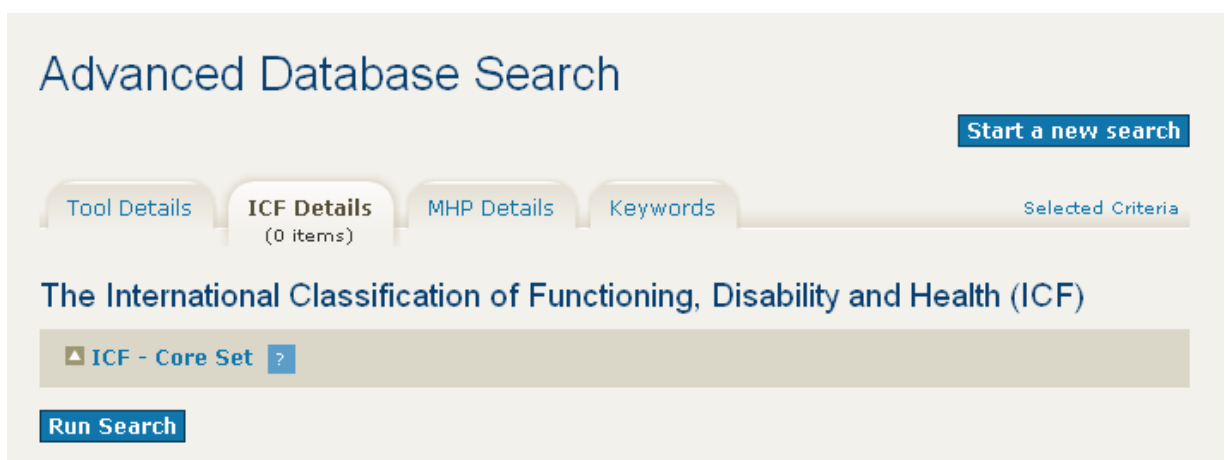 Advanced Database Search
Start a new search
Tool Details
ICF Details
(0 items)
MHP Details
Keywords
Selected Criteria
The International Classification of Functioning, Disability and Health (ICF)
ICF - Core Set ?
Run Search